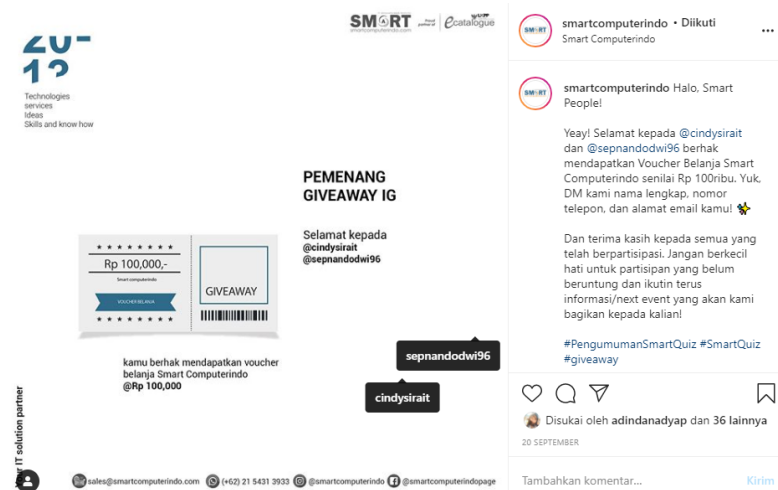 SMART
smartcomputerindo.com
ecatalogue
Technologies
services
Ideas
Skills and know how
PEMENANG
GIVEAWAY IG
Selamat kepada
@cindysirait
@sepnandodwi96
Rp 100,000,-
Smart computerindo
VOUCHER BELANJA
GIVEAWAY
sepnandodwi96
cindysirait
kamu berhak mendapatkan voucher
belanja Smart Computerindo
@Rp 100,000
IT solution partner
sales@smartcomputerindo.com (+62) 21 5431 3933 @smartcomputerindo @smartcomputerindopage
smartcomputerindo • Diikuti
Smart Computerindo
smartcomputerindo Halo, Smart
People!
Yeay! Selamat kepada @cindysirait
dan @sepnandodwi96 berhak
mendapatkan Voucher Belanja Smart
Computerindo senilai Rp 100ribu. Yuk,
DM kami nama lengkap, nomor
telepon, dan alamat email kamu! ✨
Dan terima kasih kepada semua yang
telah berpartisipasi. Jangan berkecil
hati untuk partisipan yang belum
beruntung dan ikutin terus
informasi/next event yang akan kami
bagikan kepada kalian!
#PengumumanSmartQuiz #SmartQuiz
#giveaway
Disukai oleh adindanadyap dan 36 lainnya
20 SEPTEMBER
Tambahkan komentar... Kirim